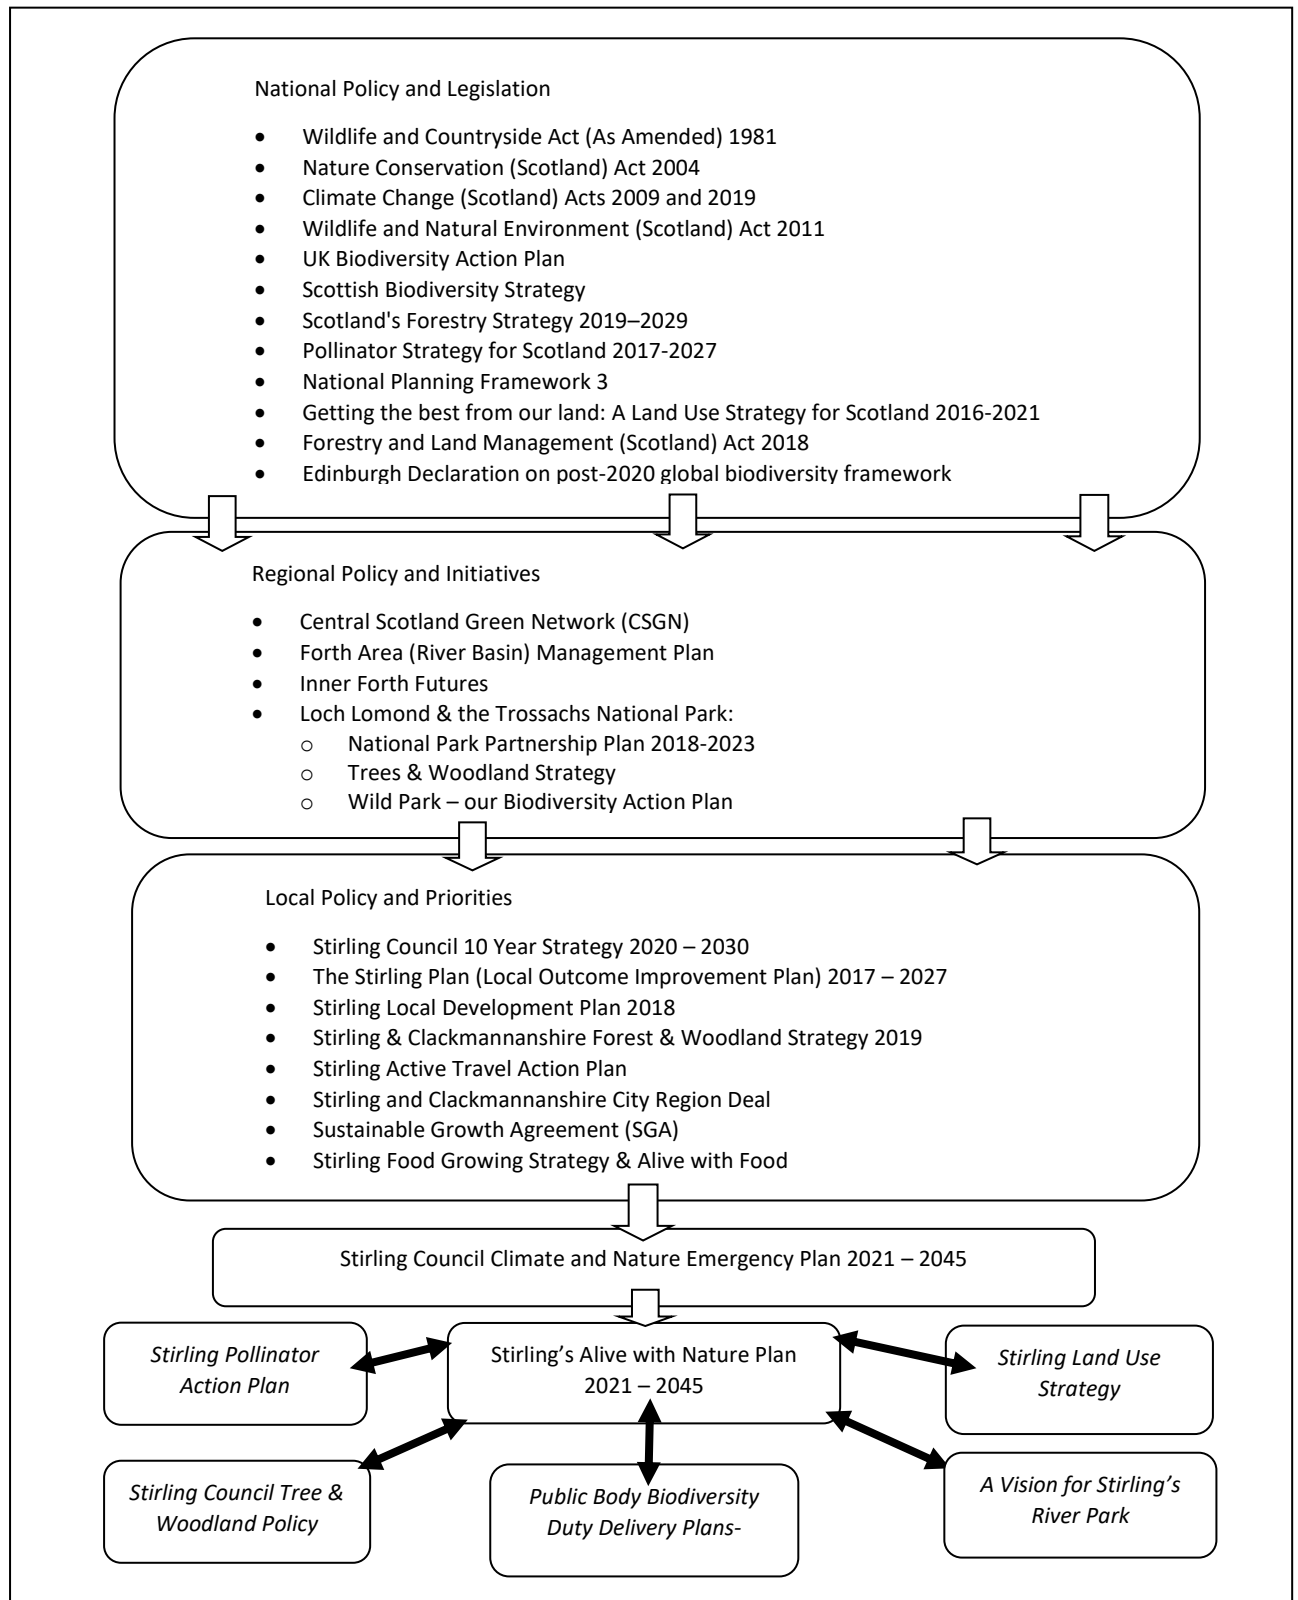 National Policy and Legislation
• Wildlife and Countryside Act (As Amended) 1981
• Nature Conservation (Scotland) Act 2004
• Climate Change (Scotland) Acts 2009 and 2019
• Wildlife and Natural Environment (Scotland) Act 2011
• UK Biodiversity Action Plan
• Scottish Biodiversity Strategy
• Scotland's Forestry Strategy 2019–2029
• Pollinator Strategy for Scotland 2017-2027
• National Planning Framework 3
• Getting the best from our land: A Land Use Strategy for Scotland 2016-2021
• Forestry and Land Management (Scotland) Act 2018
• Edinburgh Declaration on post-2020 global biodiversity framework
Regional Policy and Initiatives
• Central Scotland Green Network (CSGN)
• Forth Area (River Basin) Management Plan
• Inner Forth Futures
• Loch Lomond & the Trossachs National Park:
o National Park Partnership Plan 2018-2023
o Trees & Woodland Strategy
o Wild Park – our Biodiversity Action Plan
Local Policy and Priorities
• Stirling Council 10 Year Strategy 2020 – 2030
• The Stirling Plan (Local Outcome Improvement Plan) 2017 – 2027
• Stirling Local Development Plan 2018
• Stirling & Clackmannanshire Forest & Woodland Strategy 2019
• Stirling Active Travel Action Plan
• Stirling and Clackmannanshire City Region Deal
• Sustainable Growth Agreement (SGA)
• Stirling Food Growing Strategy & Alive with Food
Stirling Council Climate and Nature Emergency Plan 2021 – 2045
Stirling Pollinator
Action Plan
Stirling's Alive with Nature Plan
2021 – 2045
Stirling Land Use
Strategy
Stirling Council Tree &
Woodland Policy
Public Body Biodiversity
Duty Delivery Plans-
A Vision for Stirling's
River Park